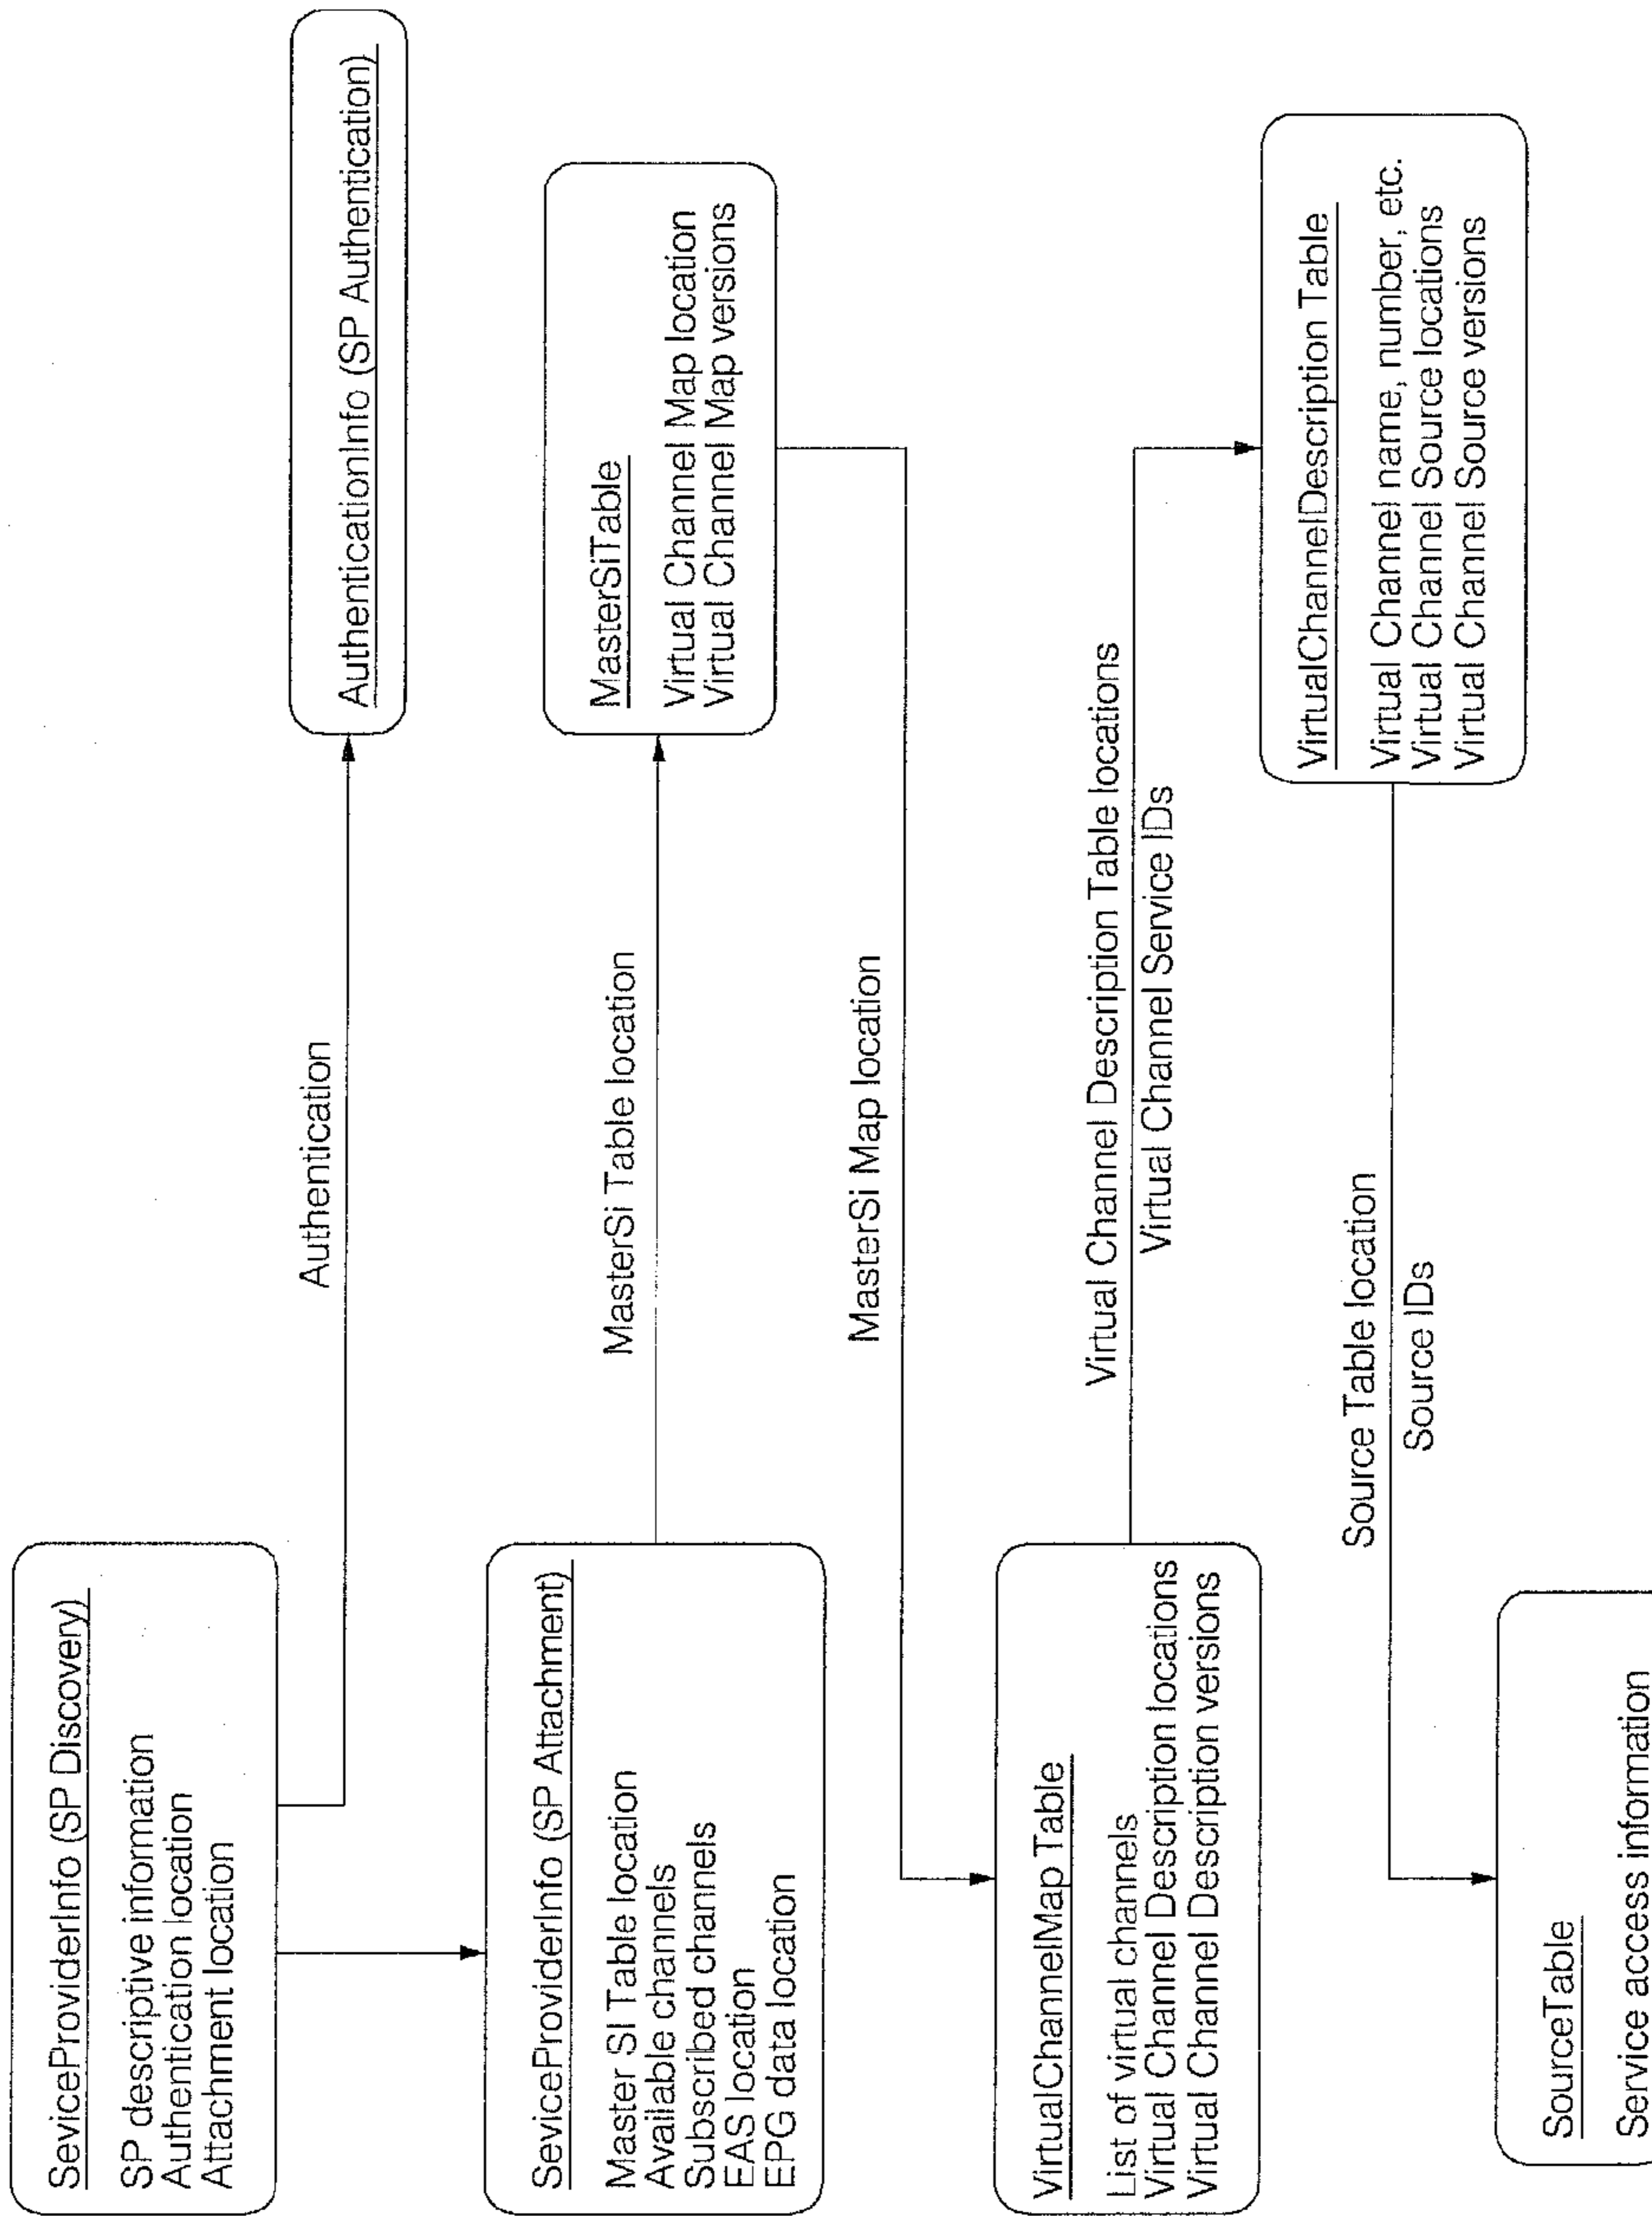 SeviceProviderInfo (SP Discovery)
SP descriptive information
Authentication location
Attachment location
Authentication
AuthenticationInfo (SP Authentication)
SeviceProviderInfo (SP Attachment)
Master SI Table location
Available channels
Subscribed channels
EAS location
EPG data location
MasterSi Table location
MasterSiTable
Virtual Channel Map location
Virtual Channel Map versions
MasterSi Map location
VirtualChannelMap Table
List of virtual channels
Virtual Channel Description locations
Virtual Channel Description versions
Virtual Channel Description Table locations
Virtual Channel Service IDs
VirtualChannelDescription Table
Virtual Channel name, number, etc.
Virtual Channel Source locations
Virtual Channel Source versions
Source Table location
Source IDs
SourceTable
Service access information